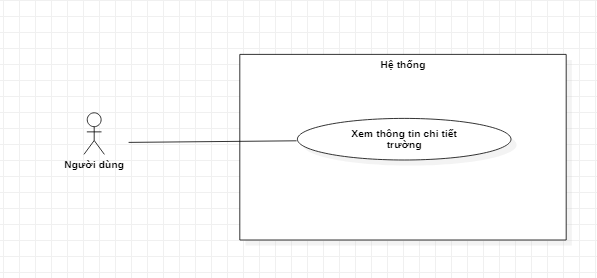 Hệ thống
Xem thông tin chi tiết
trường
Người dùng